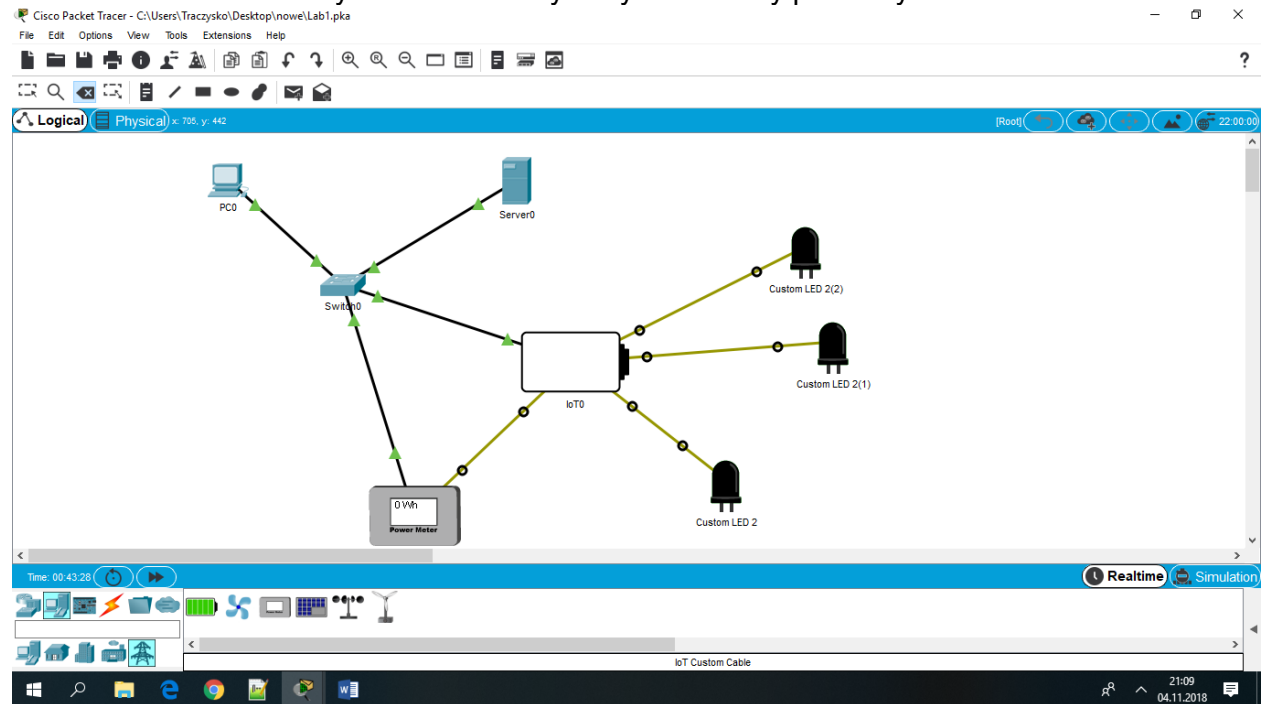 Cisco Packet Tracer - C:\Users\Traczysko\Desktop\nowe\Lab1.pka
File Edit Options View Tools Extensions Help
Logical Physical x: 705, y: 442 [Root] 22:00:00
PC0
Server0
Switch0
Custom LED 2(2)
Custom LED 2(1)
IoT0
0 Wh
Power Meter
Custom LED 2
Time: 00:43:28 Realtime Simulation
IoT Custom Cable
21:09
04.11.2018